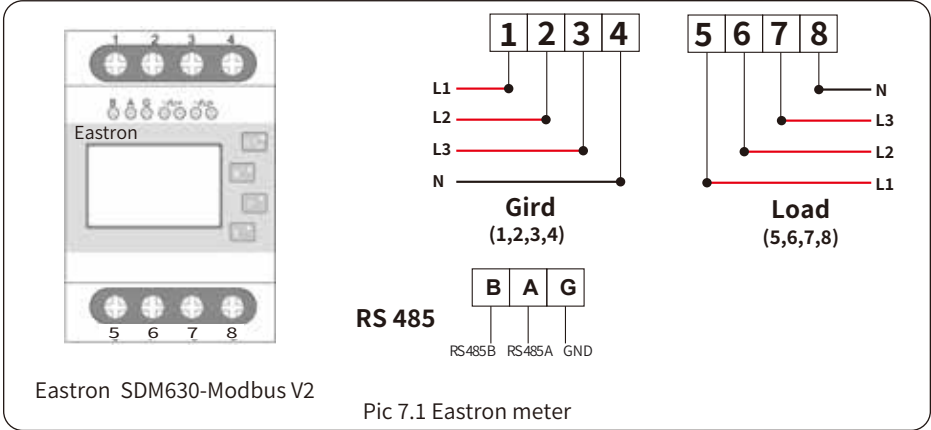 1 2 3 4
B A G
Eastron
5 6 7 8
Eastron SDM630-Modbus V2
1 2 3 4
L1
L2
L3
N
Gird
(1,2,3,4)
5 6 7 8
N
L3
L2
L1
Load
(5,6,7,8)
RS 485
B A G
RS485B RS485A GND
Pic 7.1 Eastron meter